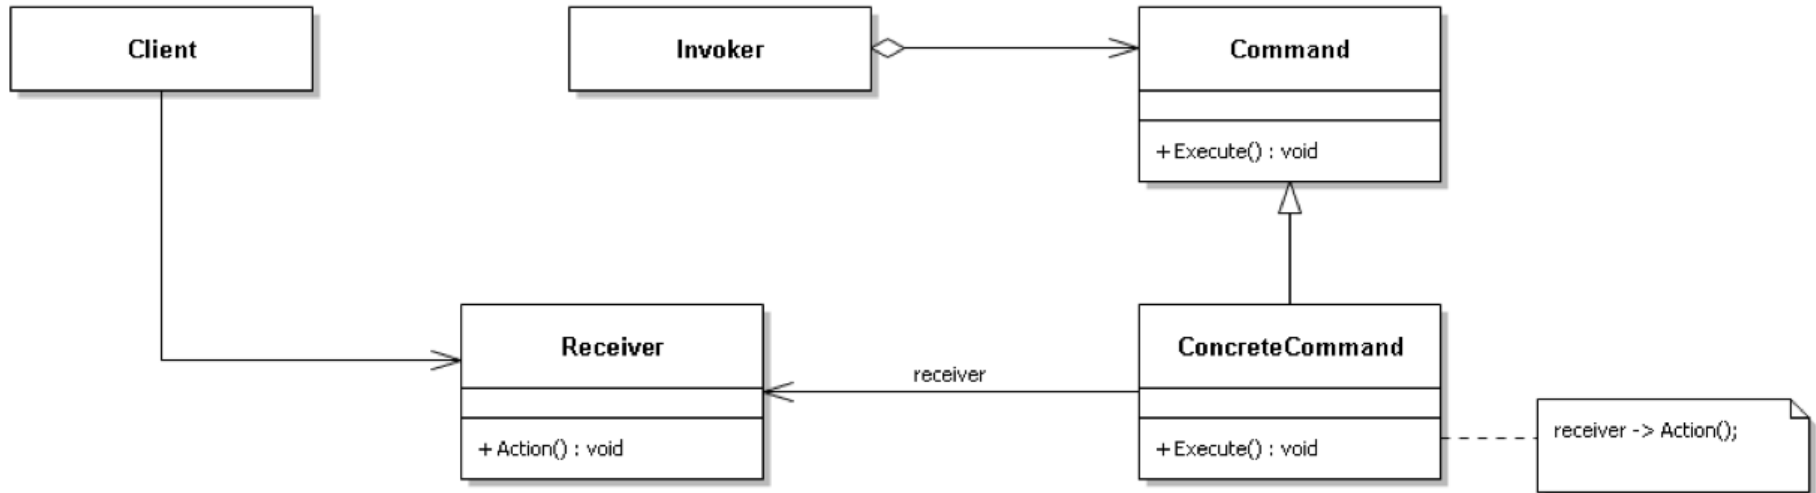 Client
Invoker
Command
+Execute() : void
Receiver
receiver
ConcreteCommand
+Action() : void
+Execute() : void
receiver -> Action();